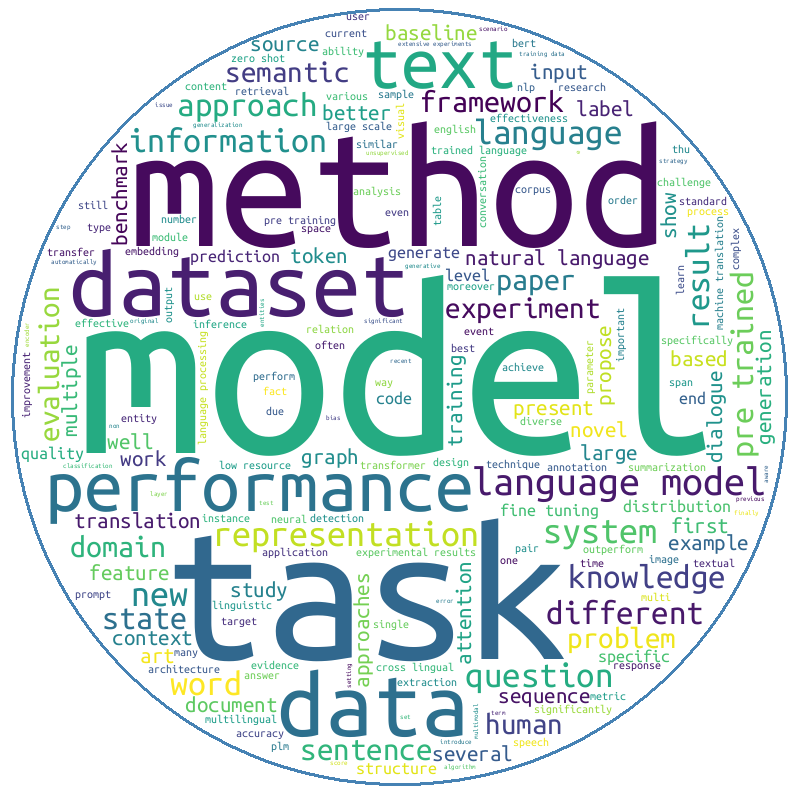 user
current
baseline
extensive experiments
bert
scenario
training data
source
zero shot
ability
text
semantic
content
retrieval
various
sample
input
nlp
research
issue
approach
better
visual
framework
label
generalization
large scale
english
effectiveness
information
similar
unsupervised
trained language
language
thu
strategy
benchmark
method
still
number
pre training
analysis
even
table
conversation
corpus
order
show
challenge
standard
process
type
module
space
transfer
embedding
prediction
token
generate
natural language
learn
machine translation
complex
automatically
dataset
output
use
generative
level
paper
result
moreover
entities
experiment
event
important
effective
original
inference
relation
significant
often
best
specifically
improvement
encoder
evaluation
multiple
language processing
model
recent
perform
achieve
parameter
propose
based
span
fact
way
code
training
due
present
diverse
novel
end
dialogue
pre trained
generation
entity
bias
non
well
quality
work
graph
large
classification
low resource
transformer
design
technique
annotation
summarization
performance
language model
aware
layer
test
fine tuning
distribution
previous
translation
instance
neural
detection
representation
system
first
finally
application
pair
outperform
example
domain
experimental results
one
time
image
textual
feature
task
knowledge
prompt
new
study
approaches
attention
multi
state
linguistic
target
error
single
different
context
problem
art
many
evidence
cross lingual
specific
architecture
answer
setting
extraction
question
response
word
document
data
sequence
metric
multilingual
set
multimodal
term
human
significantly
accuracy
plm
sentence
introduce
several
speech
score
structure
algorithm